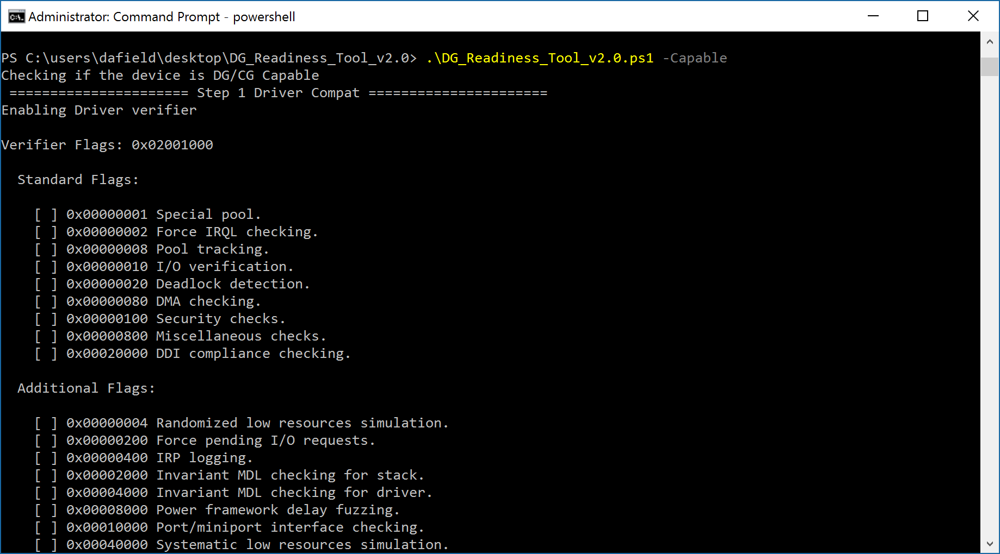 Administrator: Command Prompt - powershell
PS C:\users\dafield\desktop\DG_Readiness_Tool_v2.0> .\DG_Readiness_Tool_v2.0.ps1 -Capable
Checking if the device is DG/CG Capable
====================== Step 1 Driver Compat ======================
Enabling Driver verifier
Verifier Flags: 0x02001000
Standard Flags:
[ ] 0x00000001 Special pool.
[ ] 0x00000002 Force IRQL checking.
[ ] 0x00000008 Pool tracking.
[ ] 0x00000010 I/O verification.
[ ] 0x00000020 Deadlock detection.
[ ] 0x00000080 DMA checking.
[ ] 0x00000100 Security checks.
[ ] 0x00000800 Miscellaneous checks.
[ ] 0x00020000 DDI compliance checking.
Additional Flags:
[ ] 0x00000004 Randomized low resources simulation.
[ ] 0x00000200 Force pending I/O requests.
[ ] 0x00000400 IRP logging.
[ ] 0x00002000 Invariant MDL checking for stack.
[ ] 0x00004000 Invariant MDL checking for driver.
[ ] 0x00008000 Power framework delay fuzzing.
[ ] 0x00010000 Port/miniport interface checking.
[ ] 0x00040000 Systematic low resources simulation.